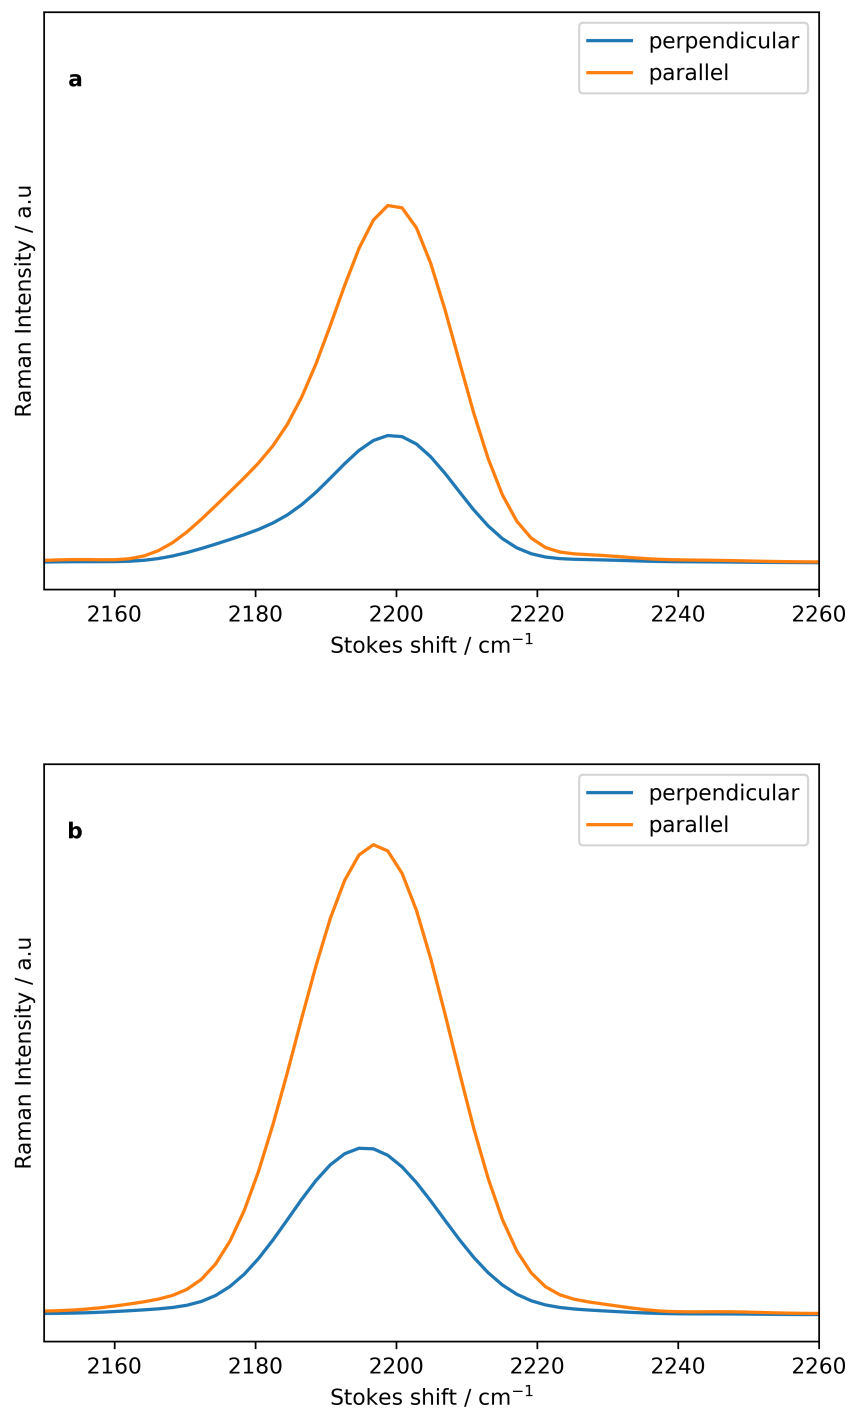 perpendicular
parallel
a
Raman Intensity / a.u
2160 2180 2200 2220 2240 2260
Stokes shift / cm⁻¹
perpendicular
parallel
b
Raman Intensity / a.u
2160 2180 2200 2220 2240 2260
Stokes shift / cm⁻¹